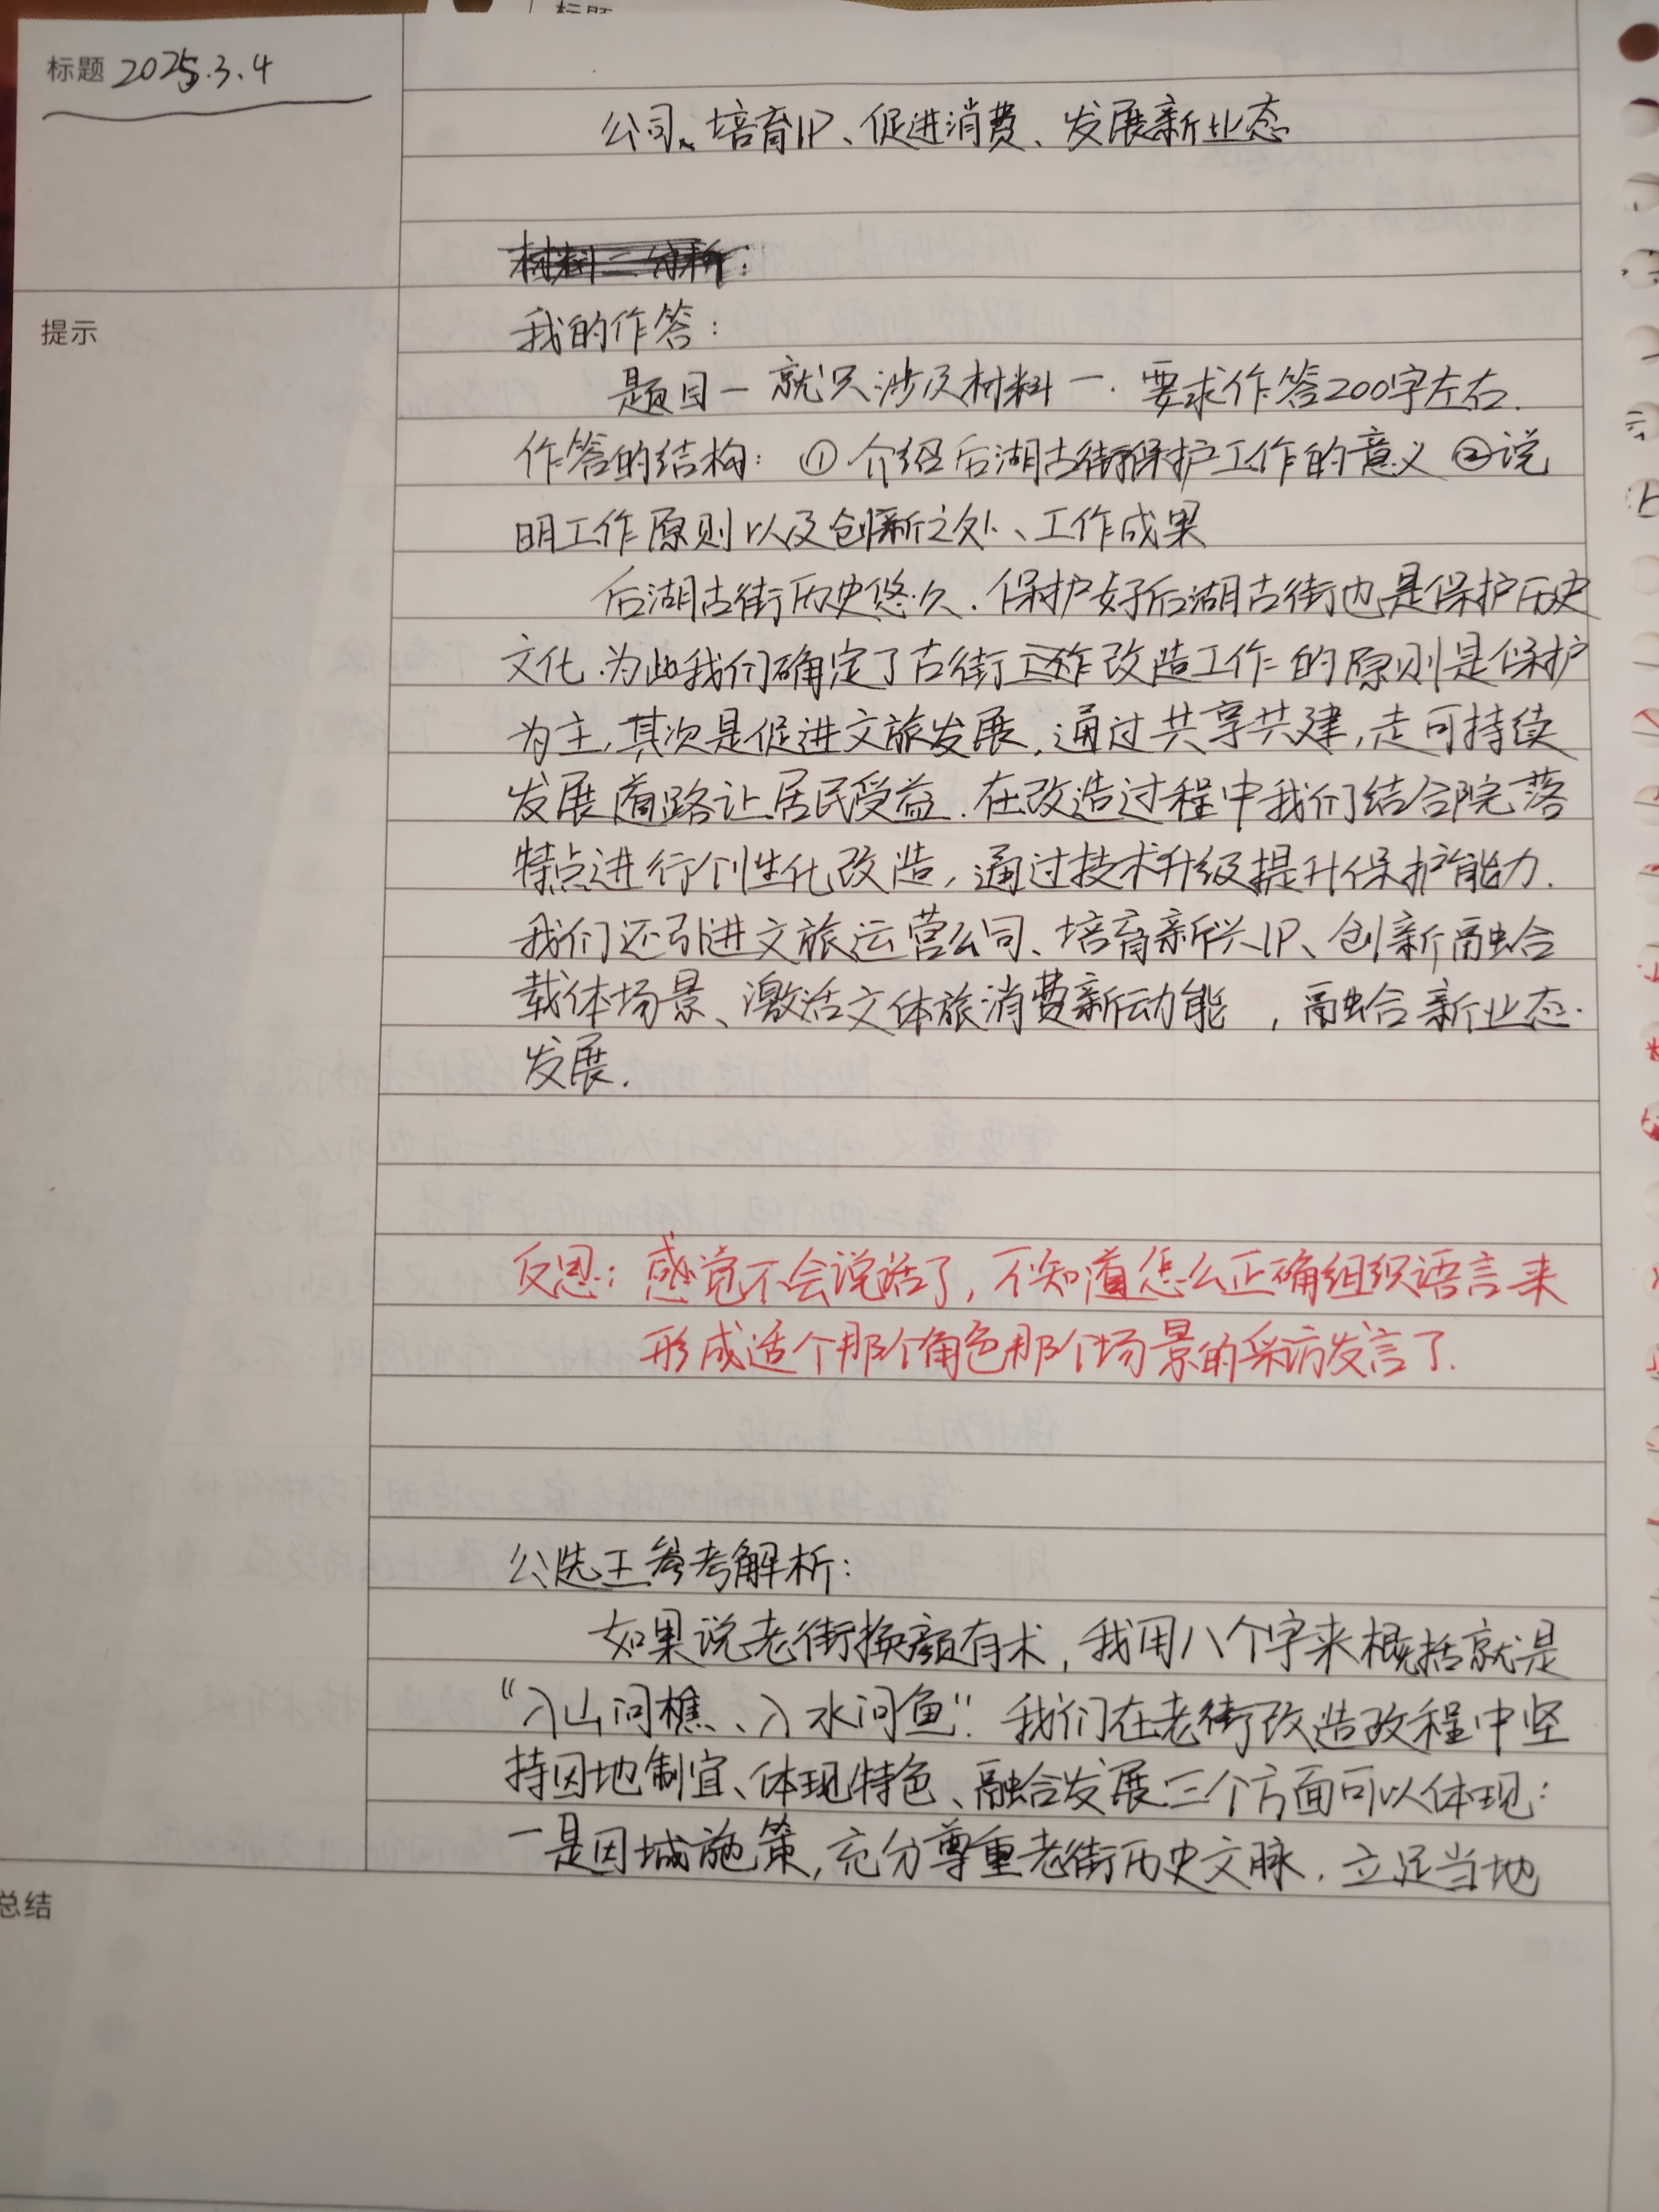 标题 2025.3.4
公司、培育IP、促进消费、发展新业态
提示
我的作答：
题目一就只涉及材料一. 要求作答200字左右.
作答的结构: ① 介绍后湖古街保护工作的意义 ②说
明工作原则以及创新之处、工作成果
后湖古街历史悠久. 保护好后湖古街也是保护历史
文化. 为此我们确定了古街工作改造工作的原则是保护
为主, 其次是促进文旅发展, 通过共享共建, 走可持续
发展道路让居民受益. 在改造过程中我们结合院落
特点进行个性化改造, 通过技术升级提升保护能力.
我们还引进文旅运营公司、培育新兴IP、创新融合
载体场景、激活文体旅消费新动能 , 融合新业态
发展.
反思: 感觉不会说话了, 不知道怎么正确组织语言来
形成适个那个角色那个场景的采访发言了.
公选王参考解析:
如果说老街换颜有术, 我用八个字来概括就是
“入山问樵、入水问鱼”. 我们在老街改造改程中坚
持因地制宜、体现特色、融合发展三个方面可以体现:
一是因城施策, 充分尊重老街历史文脉. 立足当地
总结